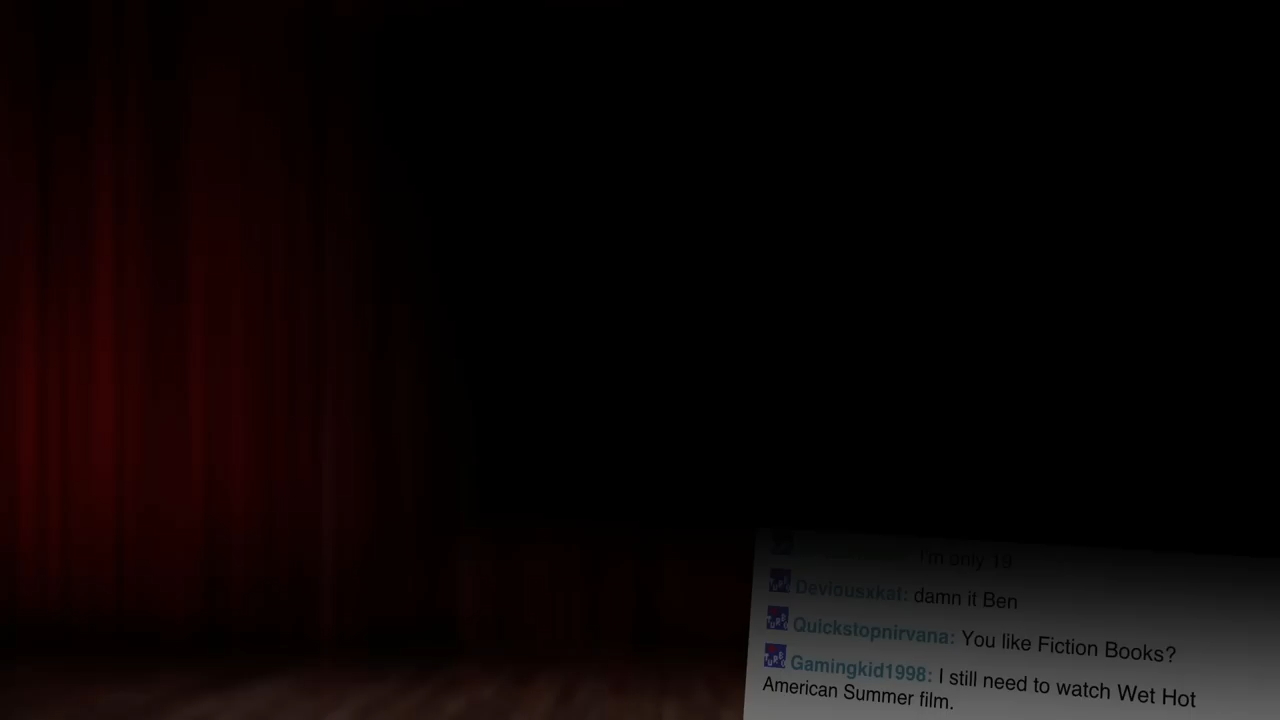 I'm only 19
Deviousxkat: damn it Ben
Quickstopnirvana: You like Fiction Books?
Gamingkid1998: I still need to watch Wet Hot
American Summer film.